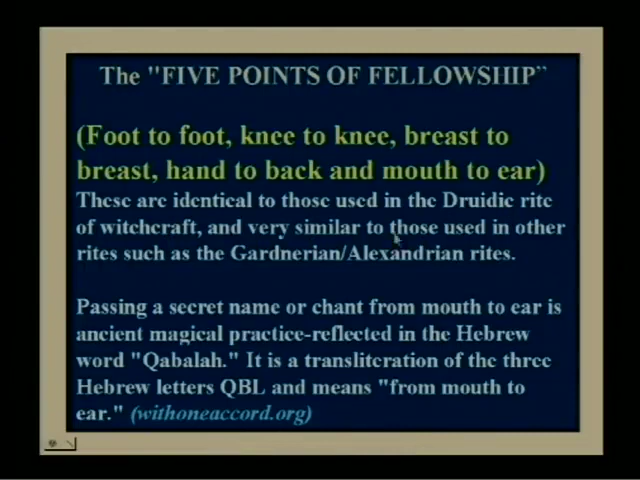 The "FIVE POINTS OF FELLOWSHIP"
(Foot to foot, knee to knee, breast to
breast, hand to back and mouth to ear)
These are identical to those used in the Druidic rite
of witchcraft, and very similar to those used in other
rites such as the Gardnerian/Alexandrian rites.
Passing a secret name or chant from mouth to ear is
ancient magical practice-reflected in the Hebrew
word "Qabalah." It is a transliteration of the three
Hebrew letters QBL and means "from mouth to
ear." (withoneaccord.org)